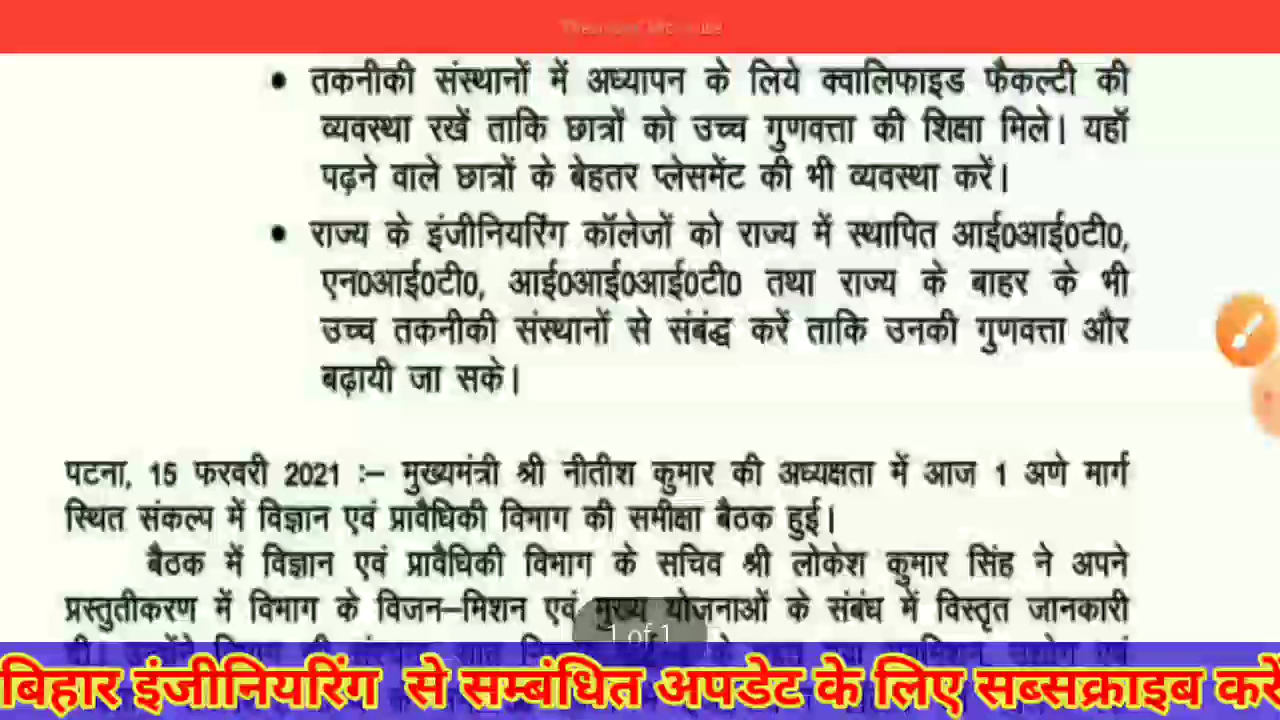 • तकनीकी संस्थानों में अध्यापन के लिये क्वालिफाइड फैकल्टी की
व्यवस्था रखें ताकि छात्रों को उच्च गुणवत्ता की शिक्षा मिले। यहाँ
पढ़ने वाले छात्रों के बेहतर प्लेसमेंट की भी व्यवस्था करें।
• राज्य के इंजीनियरिंग कॉलेजों को राज्य में स्थापित आई0आई0टी0,
एन0आई0टी0, आई0आई0आई0टी0 तथा राज्य के बाहर के भी
उच्च तकनीकी संस्थानों से संबंद्ध करें ताकि उनकी गुणवत्ता और
बढ़ायी जा सके।
पटना, 15 फरवरी 2021 :– मुख्यमंत्री श्री नीतीश कुमार की अध्यक्षता में आज 1 अणे मार्ग
स्थित संकल्प में विज्ञान एवं प्रावैधिकी विभाग की समीक्षा बैठक हुई।
बैठक में विज्ञान एवं प्रावैधिकी विभाग के सचिव श्री लोकेश कुमार सिंह ने अपने
प्रस्तुतीकरण में विभाग के विजन–मिशन एवं मुख्य योजनाओं के संबंध में विस्तृत जानकारी
1 of 1
बिहार इंजीनियरिंग से सम्बंधित अपडेट के लिए सब्सक्राइब करें